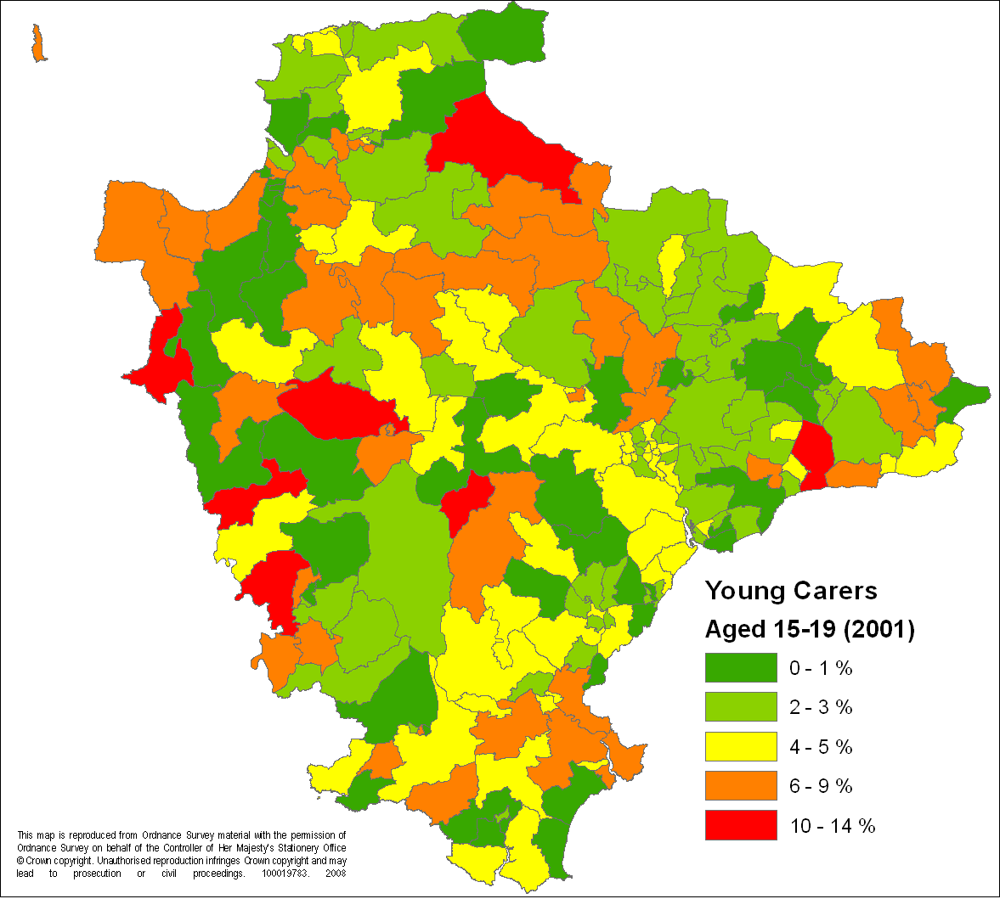 Young Carers
Aged 15-19 (2001)
0 - 1 %
2 - 3 %
4 - 5 %
6 - 9 %
10 - 14 %
This map is reproduced from Ordnance Survey material with the permission of
Ordnance Survey on behalf of the Controller of Her Majesty's Stationery Office
© Crown copyright. Unauthorised reproduction infringes Crown copyright and may
lead to prosecution or civil proceedings. 100019783. 2008